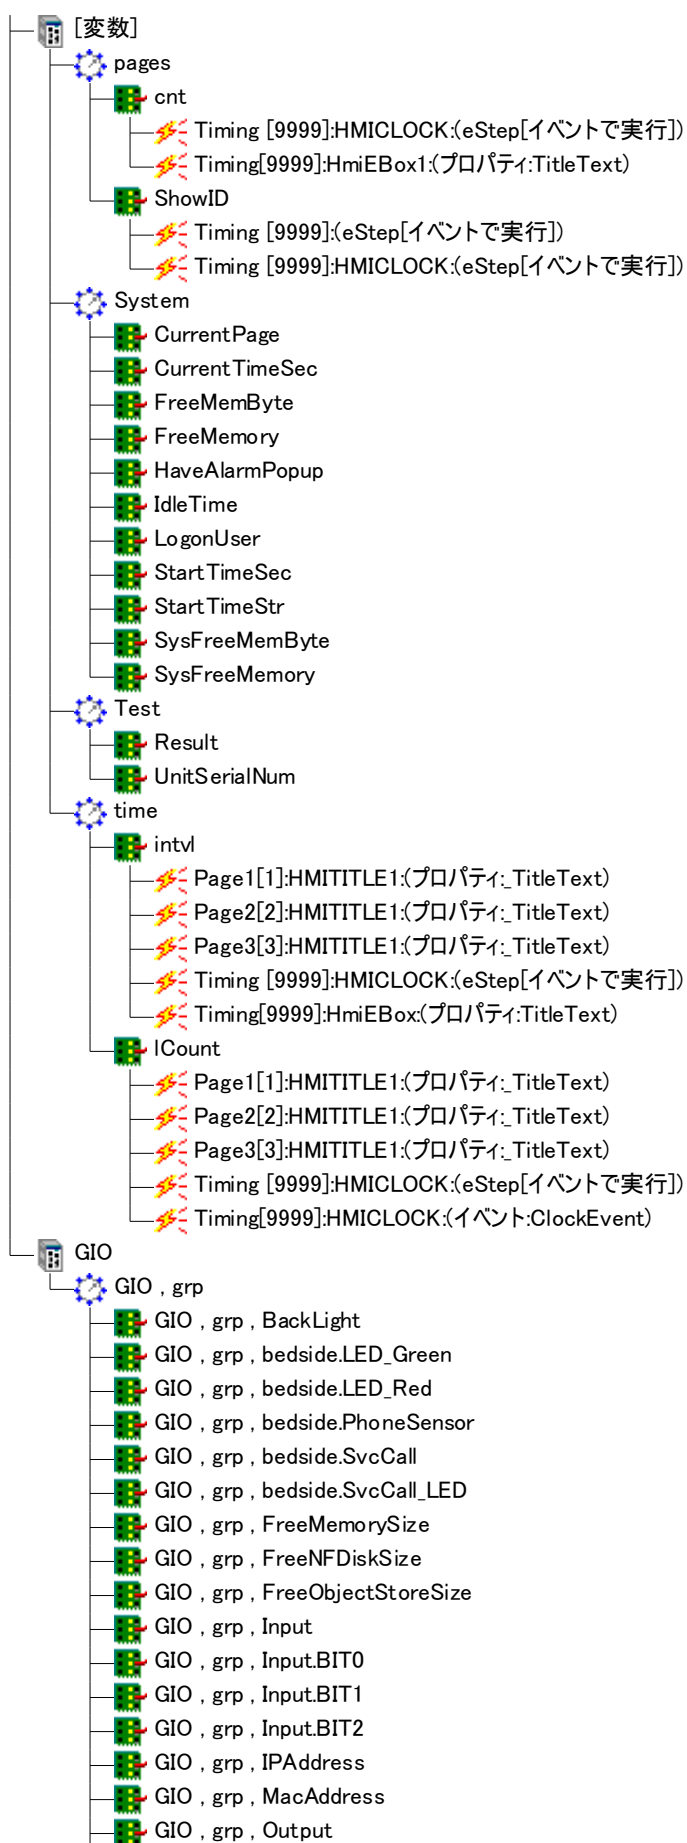 [変数]
pages
cnt
Timing [9999]:HMICLOCK:(eStep[イベントで実行])
Timing[9999]:HmiEBox1:(プロパティ:TitleText)
ShowID
Timing [9999]:(eStep[イベントで実行])
Timing [9999]:HMICLOCK:(eStep[イベントで実行])
System
CurrentPage
CurrentTimeSec
FreeMemByte
FreeMemory
HaveAlarmPopup
IdleTime
LogonUser
StartTimeSec
StartTimeStr
SysFreeMemByte
SysFreeMemory
Test
Result
UnitSerialNum
time
intvl
Page1[1]:HMITITLE1:(プロパティ:_TitleText)
Page2[2]:HMITITLE1:(プロパティ:_TitleText)
Page3[3]:HMITITLE1:(プロパティ:_TitleText)
Timing [9999]:HMICLOCK:(eStep[イベントで実行])
Timing[9999]:HmiEBox:(プロパティ:TitleText)
lCount
Page1[1]:HMITITLE1:(プロパティ:_TitleText)
Page2[2]:HMITITLE1:(プロパティ:_TitleText)
Page3[3]:HMITITLE1:(プロパティ:_TitleText)
Timing [9999]:HMICLOCK:(eStep[イベントで実行])
Timing[9999]:HMICLOCK:(イベント:ClockEvent)
GIO
GIO , grp
GIO , grp , BackLight
GIO , grp , bedside.LED_Green
GIO , grp , bedside.LED_Red
GIO , grp , bedside.PhoneSensor
GIO , grp , bedside.SvcCall
GIO , grp , bedside.SvcCall_LED
GIO , grp , FreeMemorySize
GIO , grp , FreeNFDiskSize
GIO , grp , FreeObjectStoreSize
GIO , grp , Input
GIO , grp , Input.BIT0
GIO , grp , Input.BIT1
GIO , grp , Input.BIT2
GIO , grp , IPAddress
GIO , grp , MacAddress
GIO , grp , Output